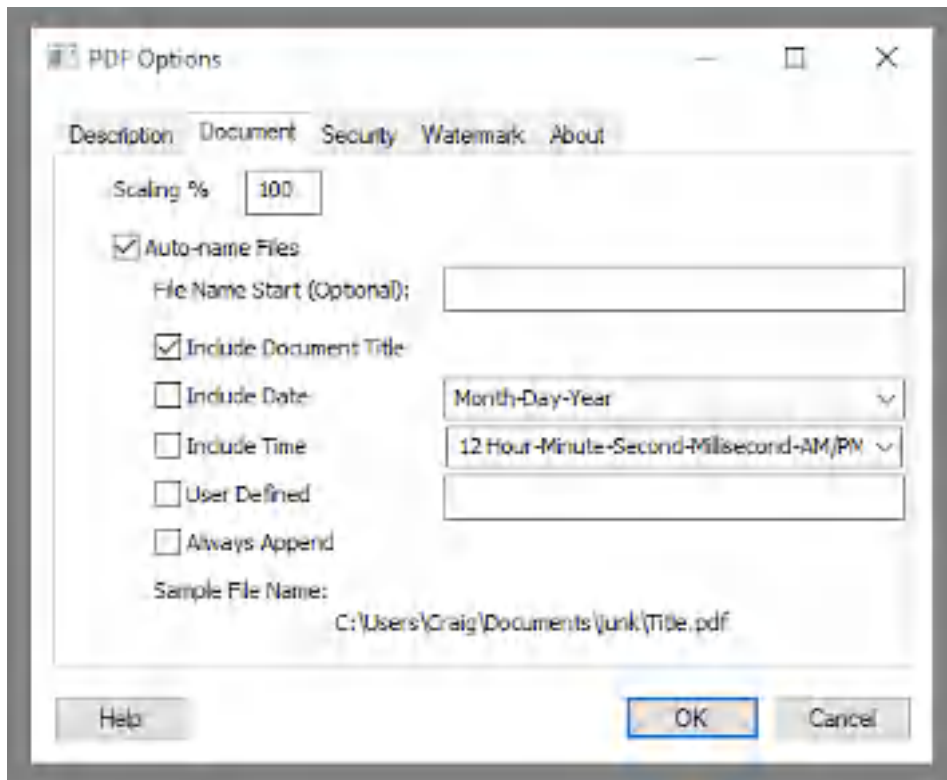 PDF Options
Description Document Security Watermark About
Scaling % 100
Auto-name Files
File Name Start (Optional):
Include Document Title
Include Date Month-Day-Year
Include Time 12 Hour-Minute-Second-Millisecond-AM/PM
User Defined
Always Append
Sample File Name:
C:\Users\Craig\Documents\junk\Title.pdf
Help OK Cancel